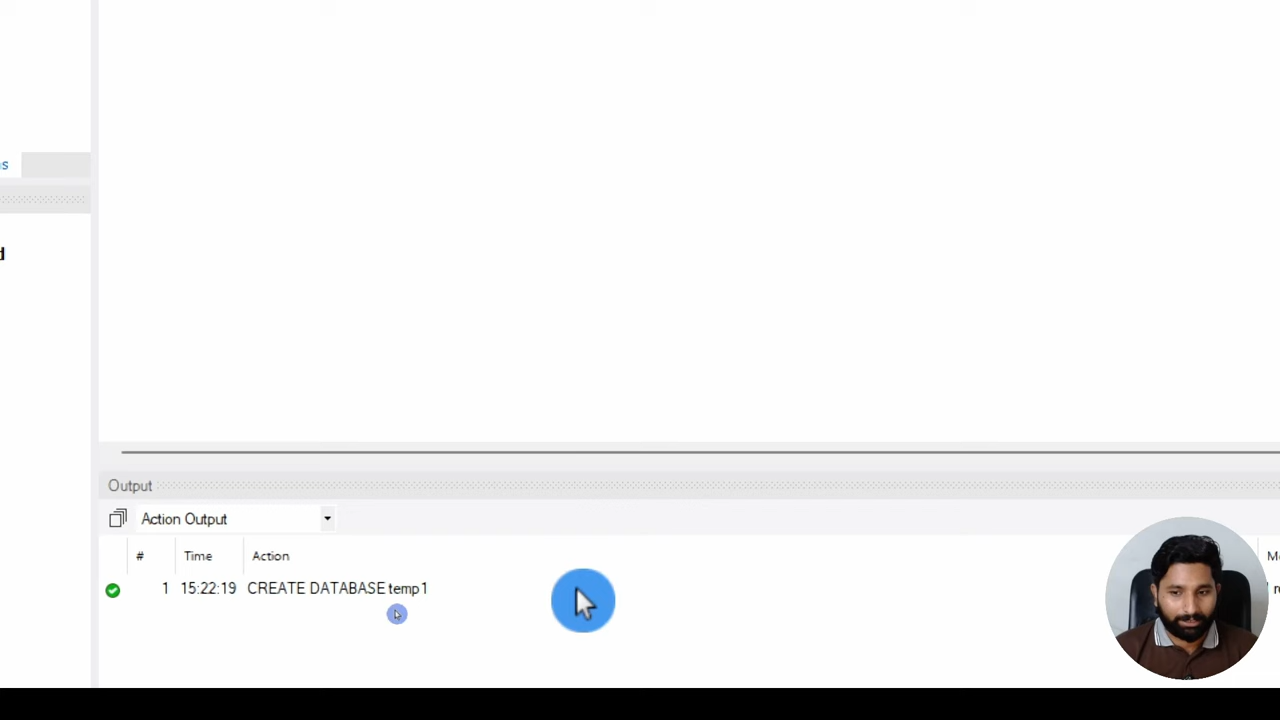 s
d
Output
Action Output
# Time Action
1 15:22:19 CREATE DATABASE temp1